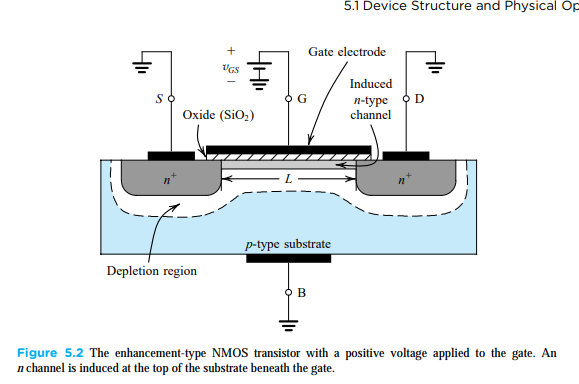 5.1 Device Structure and Physical Op
+
vGS
−
Gate electrode
Induced
n-type
channel
S
G
D
Oxide (SiO2)
n+
L
n+
p-type substrate
Depletion region
B
Figure 5.2 The enhancement-type NMOS transistor with a positive voltage applied to the gate. An
n channel is induced at the top of the substrate beneath the gate.